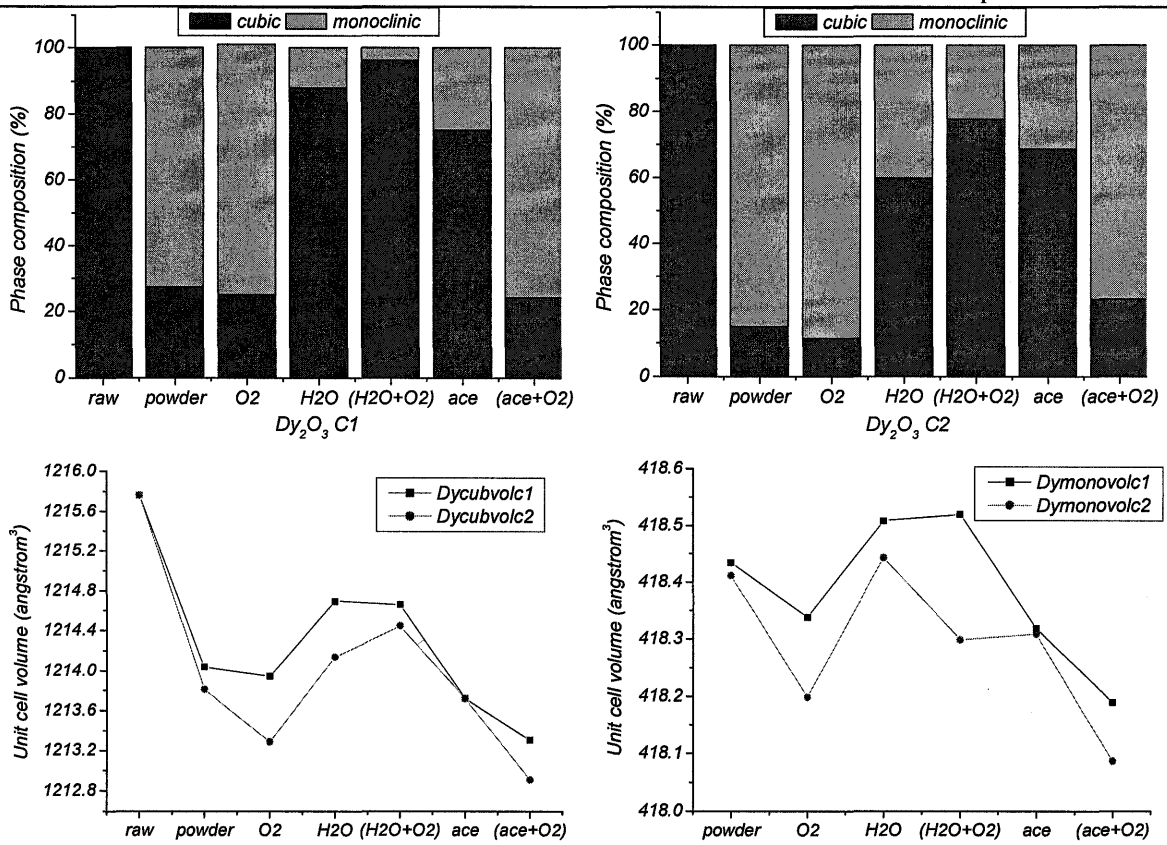 cubic monoclinic
Phase composition (%)
100
80
60
40
20
0
raw powder O2 H2O (H2O+O2) ace (ace+O2)
Dy₂O₃ C1
cubic monoclinic
Phase composition (%)
100
80
60
40
20
0
raw powder O2 H2O (H2O+O2) ace (ace+O2)
Dy₂O₃ C2
Unit cell volume (angstrom³)
1216.0
1215.6
1215.2
1214.8
1214.4
1214.0
1213.6
1213.2
1212.8
Dycubvolc1
Dycubvolc2
raw powder O2 H2O (H2O+O2) ace (ace+O2)
Unit cell volume (angstrom³)
418.6
418.5
418.4
418.3
418.2
418.1
418.0
Dymonovolc1
Dymonovolc2
powder O2 H2O (H2O+O2) ace (ace+O2)